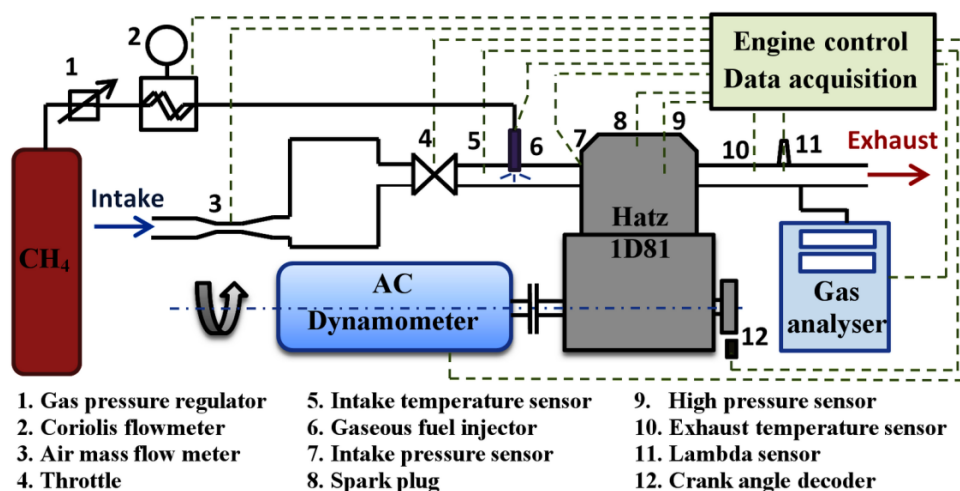 Engine control
Data acquisition
2
1
4
5
6
7
8
9
10
11
Exhaust
Intake
3
CH₄
Hatz
1D81
AC
Dynamometer
Gas
analyser
12
1. Gas pressure regulator
2. Coriolis flowmeter
3. Air mass flow meter
4. Throttle
5. Intake temperature sensor
6. Gaseous fuel injector
7. Intake pressure sensor
8. Spark plug
9. High pressure sensor
10. Exhaust temperature sensor
11. Lambda sensor
12. Crank angle decoder